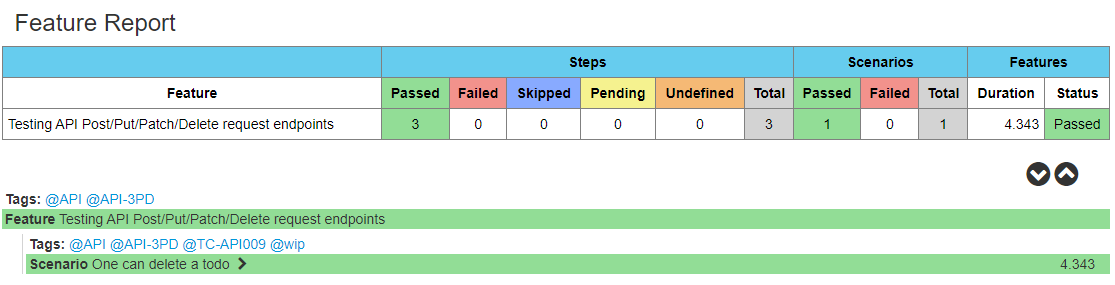 Feature Report
Steps Scenarios Features
Feature Passed Failed Skipped Pending Undefined Total Passed Failed Total Duration Status
Testing API Post/Put/Patch/Delete request endpoints 3 0 0 0 0 3 1 0 1 4.343 Passed
Tags: @API @API-3PD
Feature Testing API Post/Put/Patch/Delete request endpoints
Tags: @API @API-3PD @TC-API009 @wip
Scenario One can delete a todo 4.343